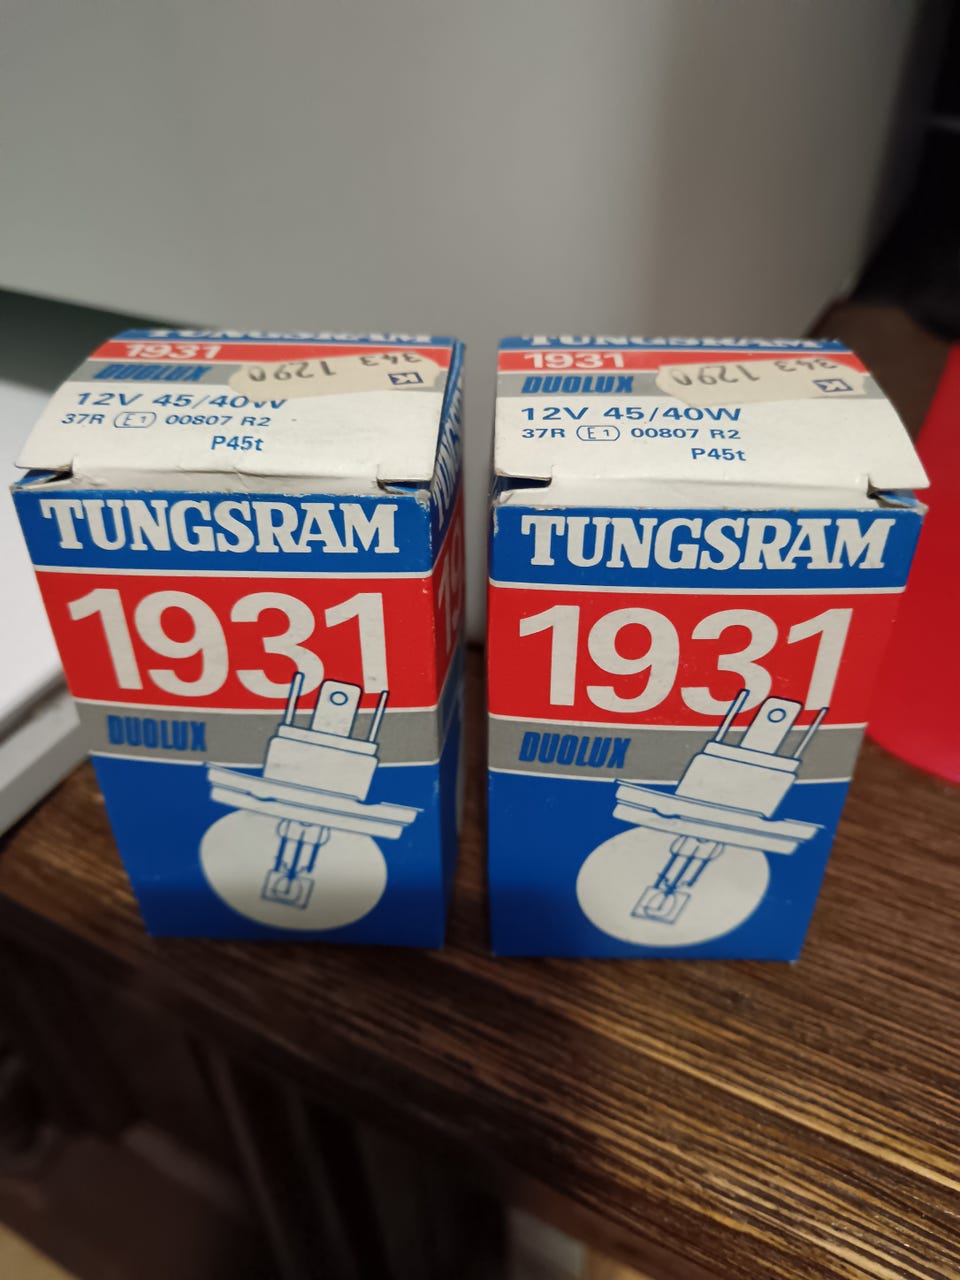 TUNGSRAM
1931
DUOLUX
343
1290
K
12V 45/40W
37R E1 00807 R2
P45t
TUNGSRAM
1931
DUOLUX
TUNGSRAM
1931
DUOLUX
343
1290
K
12V 45/40W
37R E1 00807 R2
P45t
TUNGSRAM
1931
DUOLUX